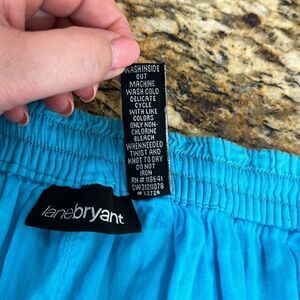 WASH INSIDE
OUT
MACHINE
WASH COLD
DELICATE
CYCLE
WITH LIKE
COLORS
ONLY NON-
CHLORINE
BLEACH
WHEN NEEDED
TWIST AND
KNOT TO DRY
DO NOT
IRON
RN # 118541
lanebryant